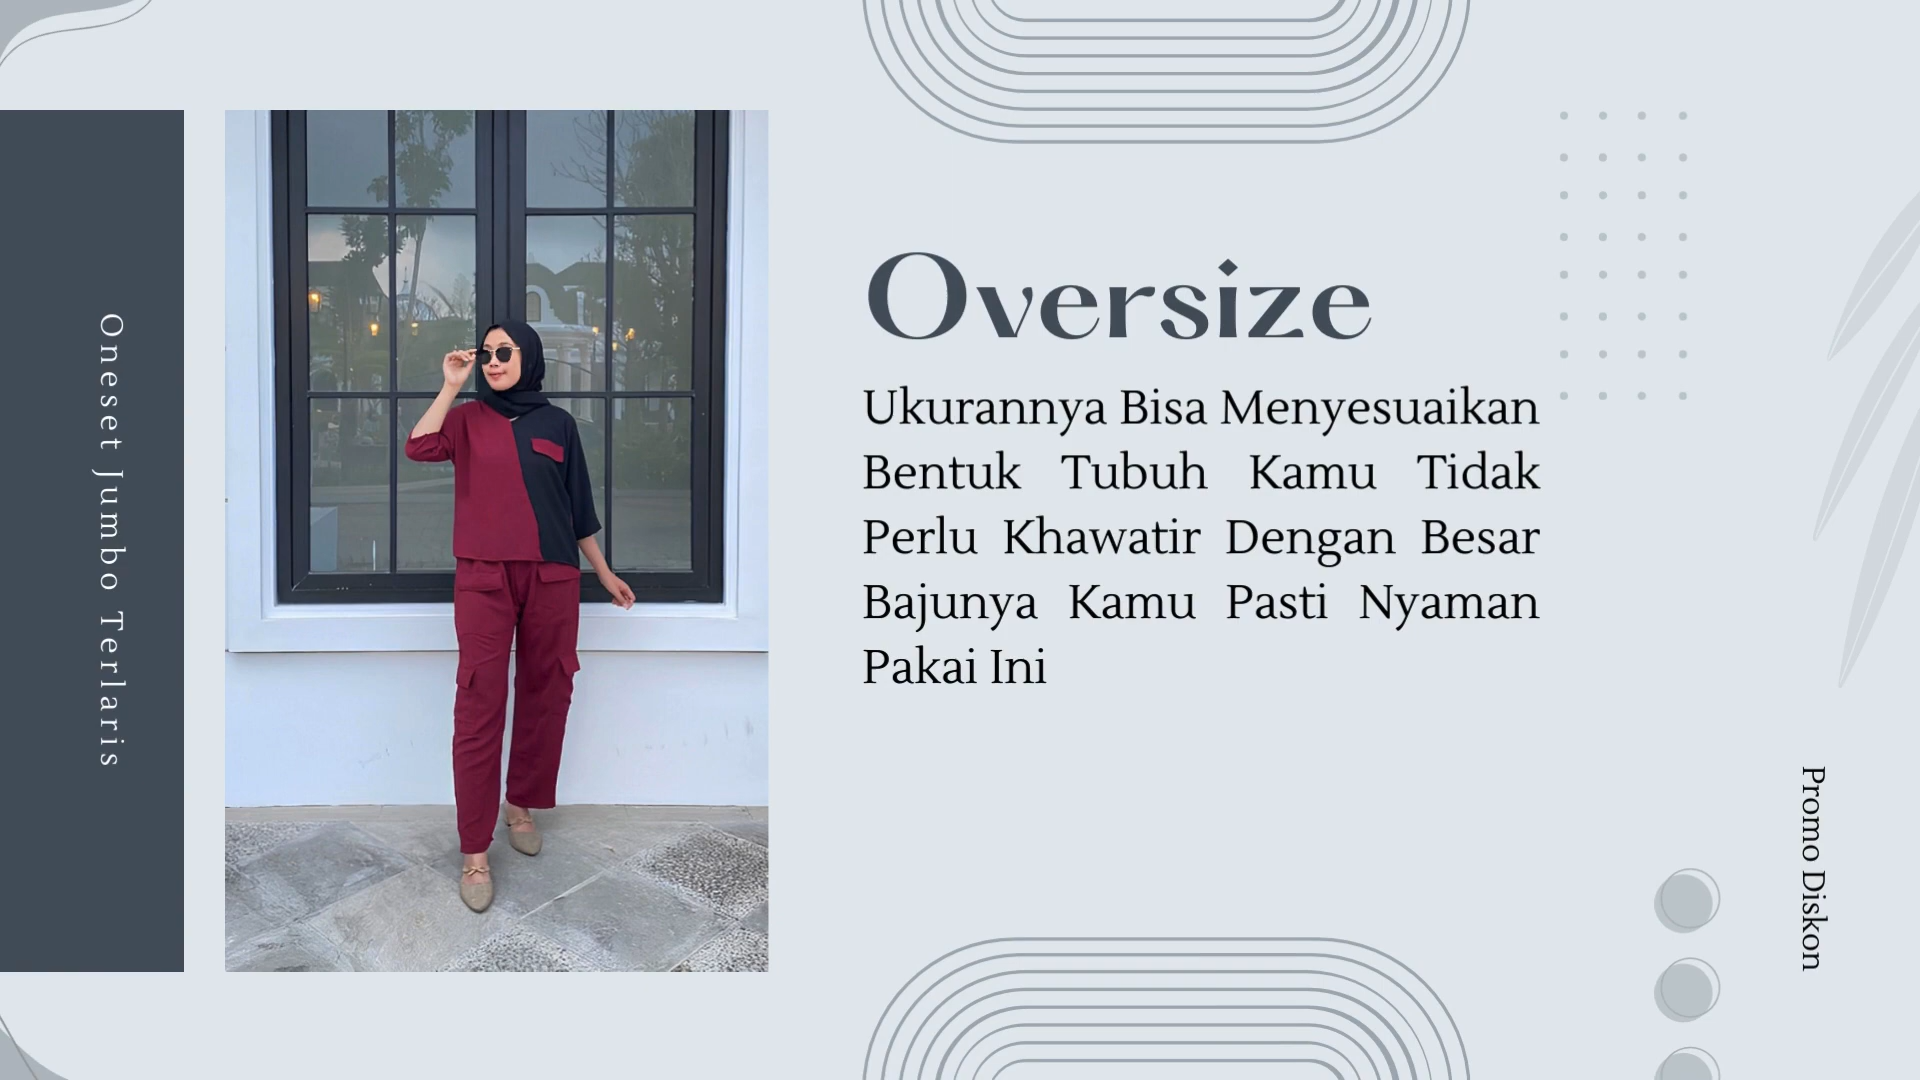 Oneset Jumbo Terlaris
Oversize
Ukurannya Bisa Menyesuaikan
Bentuk Tubuh Kamu Tidak
Perlu Khawatir Dengan Besar
Bajunya Kamu Pasti Nyaman
Pakai Ini
Promo Diskon